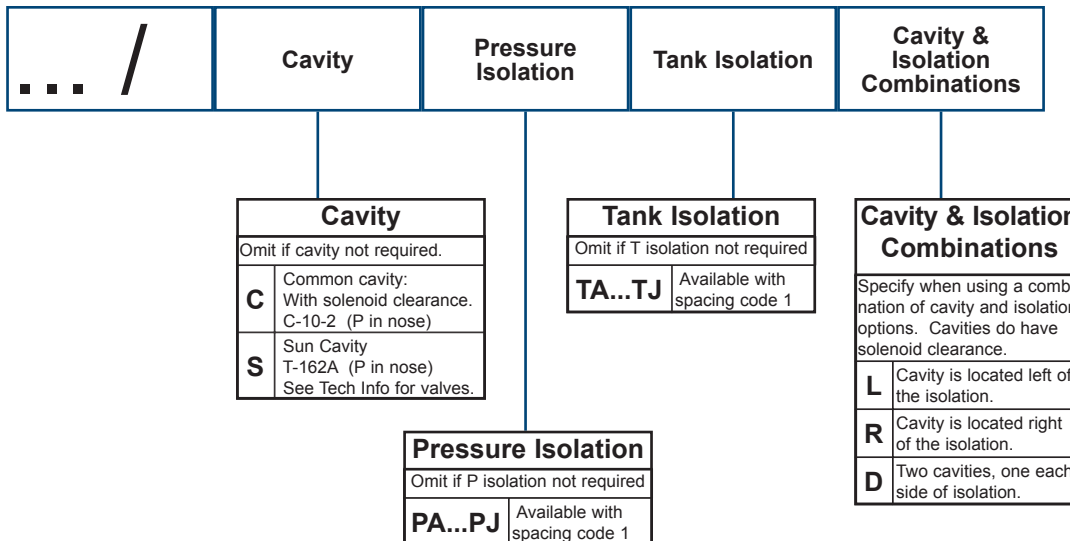 ... /
Cavity
Pressure
Isolation
Tank Isolation
Cavity &
Isolation
Combinations
Cavity
Omit if cavity not required.
C
Common cavity:
With solenoid clearance.
C-10-2 (P in nose)
S
Sun Cavity
T-162A (P in nose)
See Tech Info for valves.
Pressure Isolation
Omit if P isolation not required
PA...PJ
Available with
spacing code 1
Tank Isolation
Omit if T isolation not required
TA...TJ
Available with
spacing code 1
Cavity & Isolation
Combinations
Specify when using a combi
nation of cavity and isolation
options. Cavities do have
solenoid clearance.
L
Cavity is located left of
the isolation.
R
Cavity is located right
of the isolation.
D
Two cavities, one each
side of isolation.